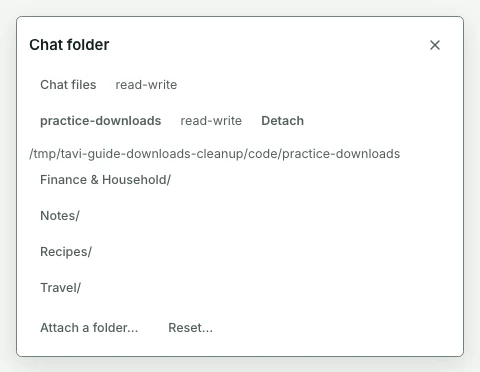 Chat folder
Chat files read-write
practice-downloads read-write Detach
/tmp/tavi-guide-downloads-cleanup/code/practice-downloads
Finance & Household/
Notes/
Recipes/
Travel/
Attach a folder... Reset...